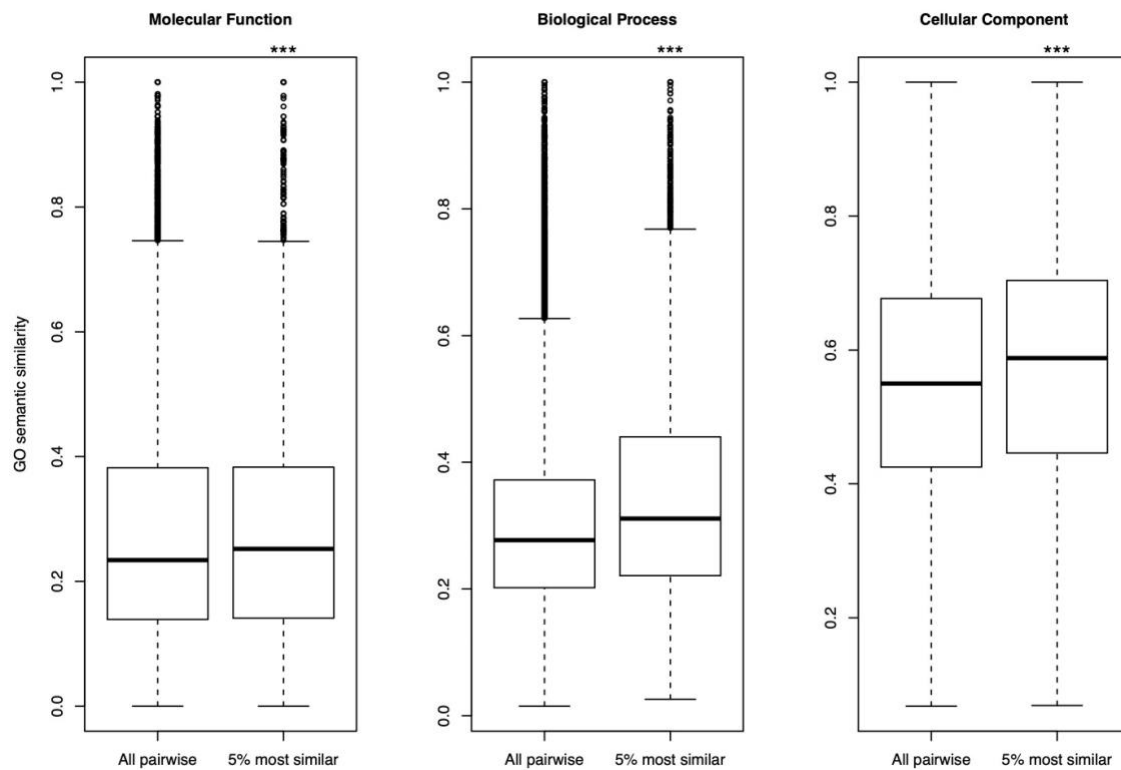 Molecular Function
Biological Process
Cellular Component
***
***
***
GO semantic similarity
1.0
0.8
0.6
0.4
0.2
0.0
1.0
0.8
0.6
0.4
0.2
0.0
1.0
0.8
0.6
0.4
0.2
All pairwise
5% most similar
All pairwise
5% most similar
All pairwise
5% most similar